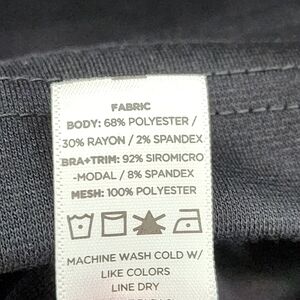 FABRIC
BODY: 68% POLYESTER /
30% RAYON / 2% SPANDEX
BRA+TRIM: 92% SIROMICRO
-MODAL / 8% SPANDEX
MESH: 100% POLYESTER
MACHINE WASH COLD W/
LIKE COLORS
LINE DRY